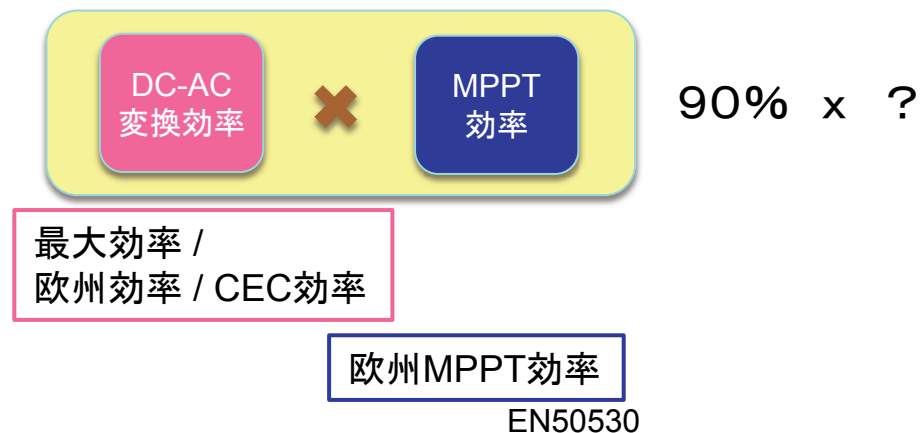 DC-AC
変換効率
MPPT
効率
90% x ?
最大効率 /
欧州効率 / CEC効率
欧州MPPT効率
EN50530